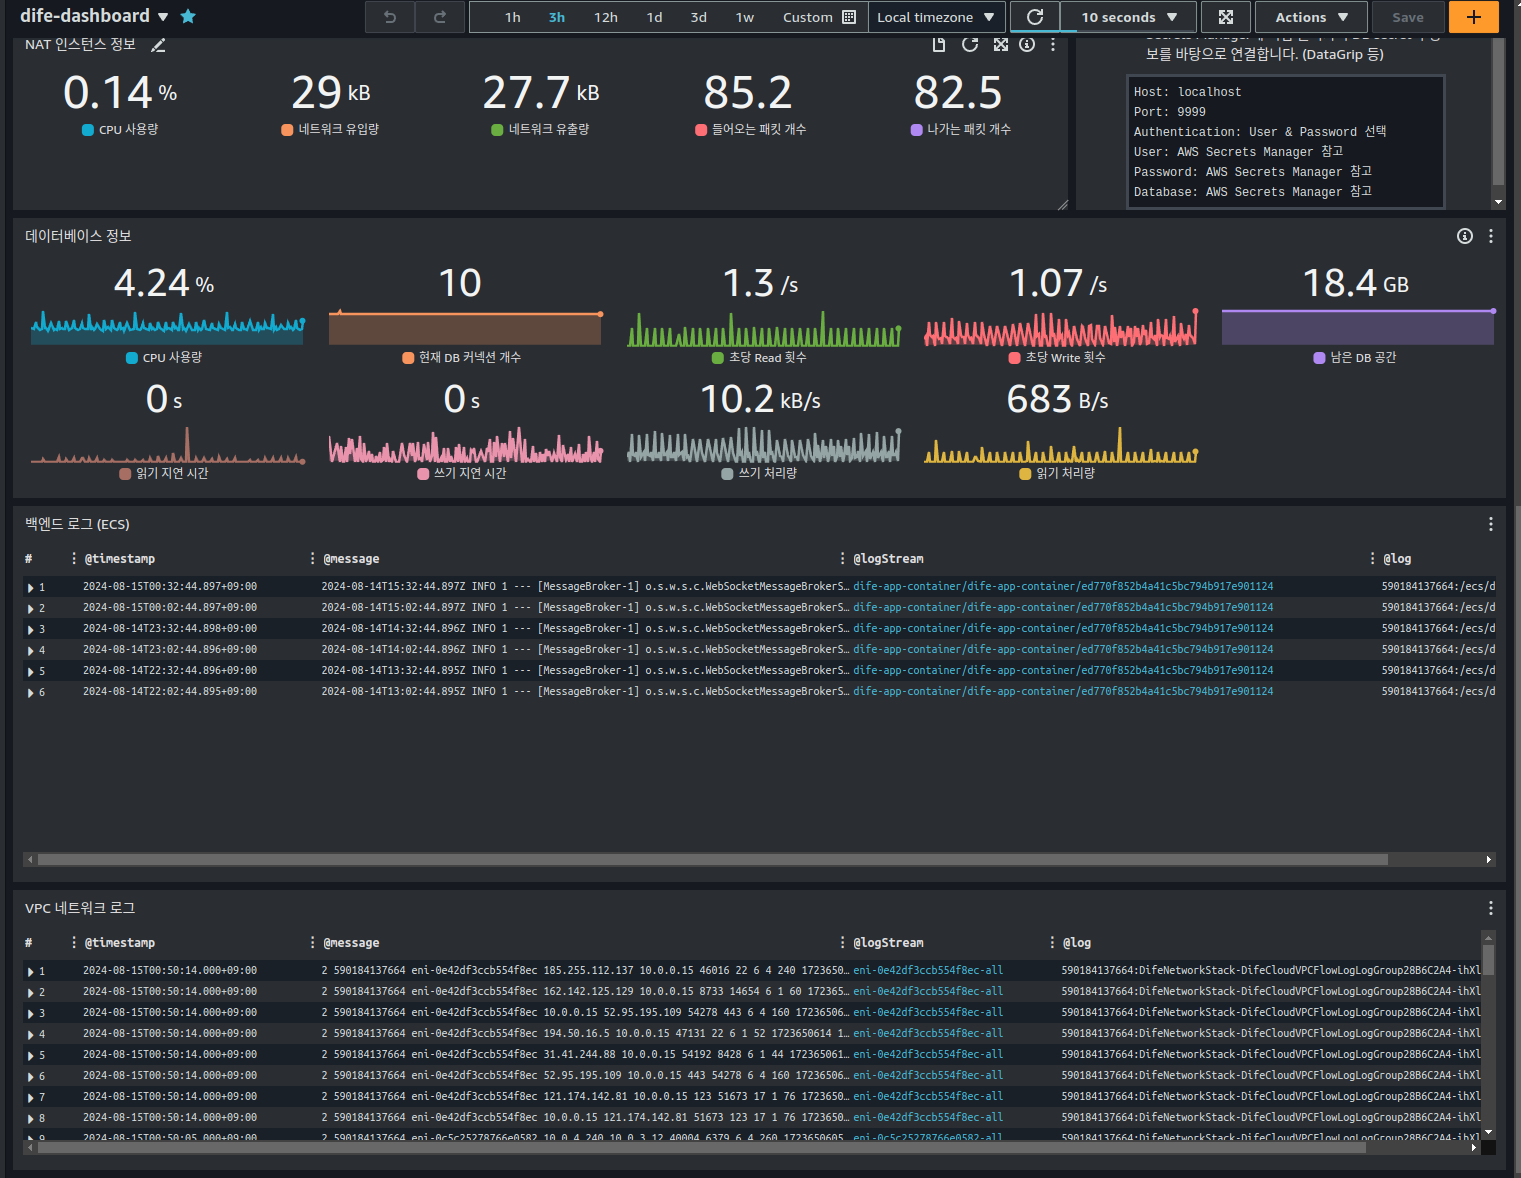 dife-dashboard
1h 3h 12h 1d 3d 1w Custom Local timezone 10 seconds Actions Save
NAT 인스턴스 정보
0.14 % 29 kB 27.7 kB 85.2 82.5
CPU 사용량 네트워크 유입량 네트워크 유출량 들어오는 패킷 개수 나가는 패킷 개수
보를 바탕으로 연결합니다. (DataGrip 등)
Host: localhost
Port: 9999
Authentication: User & Password 선택
User: AWS Secrets Manager 참고
Password: AWS Secrets Manager 참고
Database: AWS Secrets Manager 참고
데이터베이스 정보
4.24 % 10 1.3 /s 1.07 /s 18.4 GB
CPU 사용량 현재 DB 커넥션 개수 초당 Read 횟수 초당 Write 횟수 남은 DB 공간
0 s 0 s 10.2 kB/s 683 B/s
읽기 지연 시간 쓰기 지연 시간 쓰기 처리량 읽기 처리량
백엔드 로그 (ECS)
# @timestamp @message @logStream @log
1 2024-08-15T00:32:44.897+09:00 2024-08-14T15:32:44.897Z INFO 1 --- [MessageBroker-1] o.s.w.s.c.WebSocketMessageBrokerS… dife-app-container/dife-app-container/ed770f852b4a41c5bc794b917e901124 590184137664:/ecs/d
2 2024-08-15T00:02:44.897+09:00 2024-08-14T15:02:44.897Z INFO 1 --- [MessageBroker-1] o.s.w.s.c.WebSocketMessageBrokerS… dife-app-container/dife-app-container/ed770f852b4a41c5bc794b917e901124 590184137664:/ecs/d
3 2024-08-14T23:32:44.898+09:00 2024-08-14T14:32:44.896Z INFO 1 --- [MessageBroker-1] o.s.w.s.c.WebSocketMessageBrokerS… dife-app-container/dife-app-container/ed770f852b4a41c5bc794b917e901124 590184137664:/ecs/d
4 2024-08-14T23:02:44.896+09:00 2024-08-14T14:02:44.896Z INFO 1 --- [MessageBroker-1] o.s.w.s.c.WebSocketMessageBrokerS… dife-app-container/dife-app-container/ed770f852b4a41c5bc794b917e901124 590184137664:/ecs/d
5 2024-08-14T22:32:44.896+09:00 2024-08-14T13:32:44.895Z INFO 1 --- [MessageBroker-1] o.s.w.s.c.WebSocketMessageBrokerS… dife-app-container/dife-app-container/ed770f852b4a41c5bc794b917e901124 590184137664:/ecs/d
6 2024-08-14T22:02:44.895+09:00 2024-08-14T13:02:44.895Z INFO 1 --- [MessageBroker-1] o.s.w.s.c.WebSocketMessageBrokerS… dife-app-container/dife-app-container/ed770f852b4a41c5bc794b917e901124 590184137664:/ecs/d
VPC 네트워크 로그
# @timestamp @message @logStream @log
1 2024-08-15T00:50:14.000+09:00 2 590184137664 eni-0e42df3ccb554f8ec 185.255.112.137 10.0.0.15 46016 22 6 4 240 1723650… eni-0e42df3ccb554f8ec-all 590184137664:DifeNetworkStack-DifeCloudVPCFlowLogLogGroup28B6C2A4-ihXl
2 2024-08-15T00:50:14.000+09:00 2 590184137664 eni-0e42df3ccb554f8ec 162.142.125.129 10.0.0.15 8733 14654 6 1 60 172365… eni-0e42df3ccb554f8ec-all 590184137664:DifeNetworkStack-DifeCloudVPCFlowLogLogGroup28B6C2A4-ihXl
3 2024-08-15T00:50:14.000+09:00 2 590184137664 eni-0e42df3ccb554f8ec 10.0.0.15 52.95.195.109 54278 443 6 4 160 17236506… eni-0e42df3ccb554f8ec-all 590184137664:DifeNetworkStack-DifeCloudVPCFlowLogLogGroup28B6C2A4-ihXl
4 2024-08-15T00:50:14.000+09:00 2 590184137664 eni-0e42df3ccb554f8ec 194.50.16.5 10.0.0.15 47131 22 6 1 52 1723650614 1… eni-0e42df3ccb554f8ec-all 590184137664:DifeNetworkStack-DifeCloudVPCFlowLogLogGroup28B6C2A4-ihXl
5 2024-08-15T00:50:14.000+09:00 2 590184137664 eni-0e42df3ccb554f8ec 31.41.244.88 10.0.0.15 54192 8428 6 1 44 172365061… eni-0e42df3ccb554f8ec-all 590184137664:DifeNetworkStack-DifeCloudVPCFlowLogLogGroup28B6C2A4-ihXl
6 2024-08-15T00:50:14.000+09:00 2 590184137664 eni-0e42df3ccb554f8ec 52.95.195.109 10.0.0.15 443 54278 6 4 160 17236506… eni-0e42df3ccb554f8ec-all 590184137664:DifeNetworkStack-DifeCloudVPCFlowLogLogGroup28B6C2A4-ihXl
7 2024-08-15T00:50:14.000+09:00 2 590184137664 eni-0e42df3ccb554f8ec 121.174.142.81 10.0.0.15 123 51673 17 1 76 1723650… eni-0e42df3ccb554f8ec-all 590184137664:DifeNetworkStack-DifeCloudVPCFlowLogLogGroup28B6C2A4-ihXl
8 2024-08-15T00:50:14.000+09:00 2 590184137664 eni-0e42df3ccb554f8ec 10.0.0.15 121.174.142.81 51673 123 17 1 76 1723650… eni-0e42df3ccb554f8ec-all 590184137664:DifeNetworkStack-DifeCloudVPCFlowLogLogGroup28B6C2A4-ihXl
9 2024-08-15T00:50:05.000+09:00 2 590184137664 eni-0c5c25278766e0582 10.0.4.240 10.0.3.12 40004 6379 6 4 260 1723650605 eni-0c5c25278766e0582-all 590184137664:DifeNetworkStack-DifeCloudVPCFlowLogLogGroup28B6C2A4-ihXl